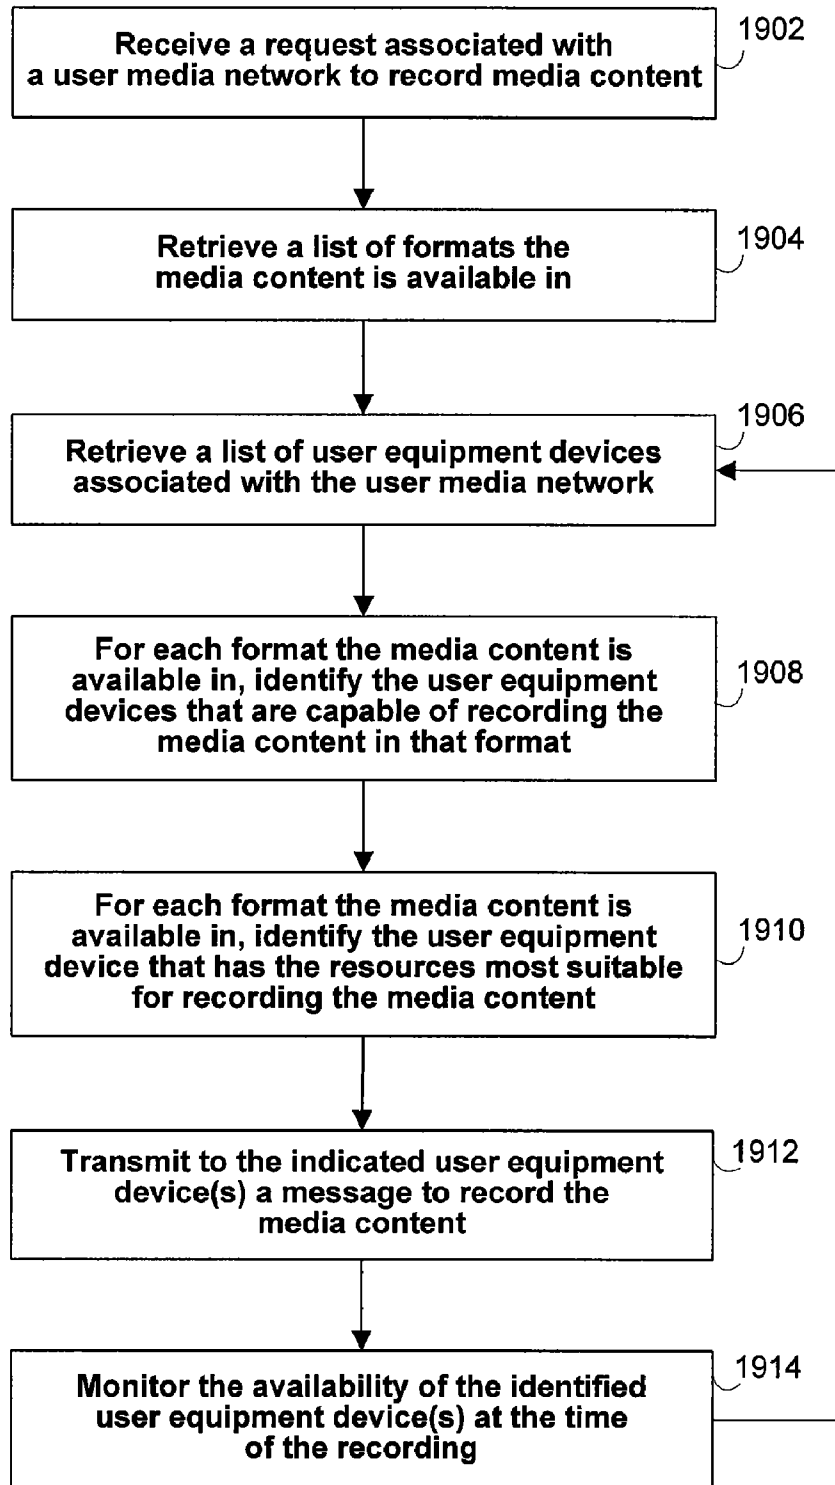 Receive a request associated with
a user media network to record media content
1902
Retrieve a list of formats the
media content is available in
1904
Retrieve a list of user equipment devices
associated with the user media network
1906
For each format the media content is
available in, identify the user equipment
devices that are capable of recording the
media content in that format
1908
For each format the media content is
available in, identify the user equipment
device that has the resources most suitable
for recording the media content
1910
Transmit to the indicated user equipment
device(s) a message to record the
media content
1912
Monitor the availability of the identified
user equipment device(s) at the time
of the recording
1914